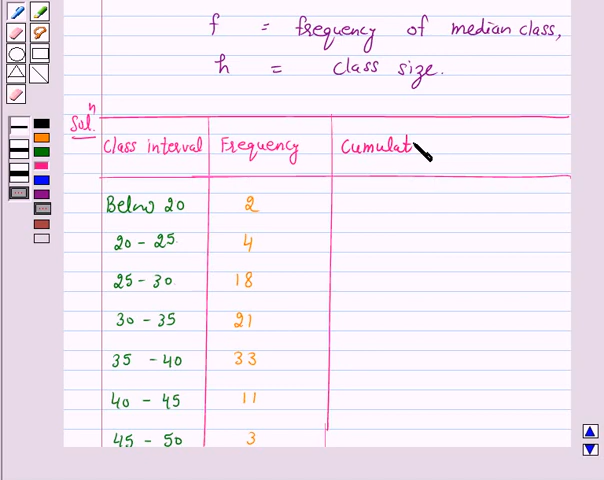 f = frequency of median class,
h = class size.
Solⁿ.
Class interval Frequency Cumulat
Below 20 2
20 - 25 4
25 - 30 18
30 - 35 21
35 - 40 33
40 - 45 11
45 - 50 3